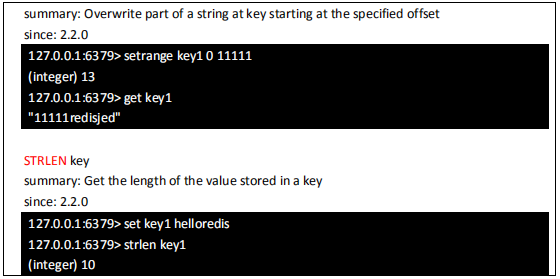 summary: Overwrite part of a string at key starting at the specified offset
since: 2.2.0
127.0.0.1:6379> setrange key1 0 11111
(integer) 13
127.0.0.1:6379> get key1
"11111redisjed"
STRLEN key
summary: Get the length of the value stored in a key
since: 2.2.0
127.0.0.1:6379> set key1 helloredis
127.0.0.1:6379> strlen key1
(integer) 10